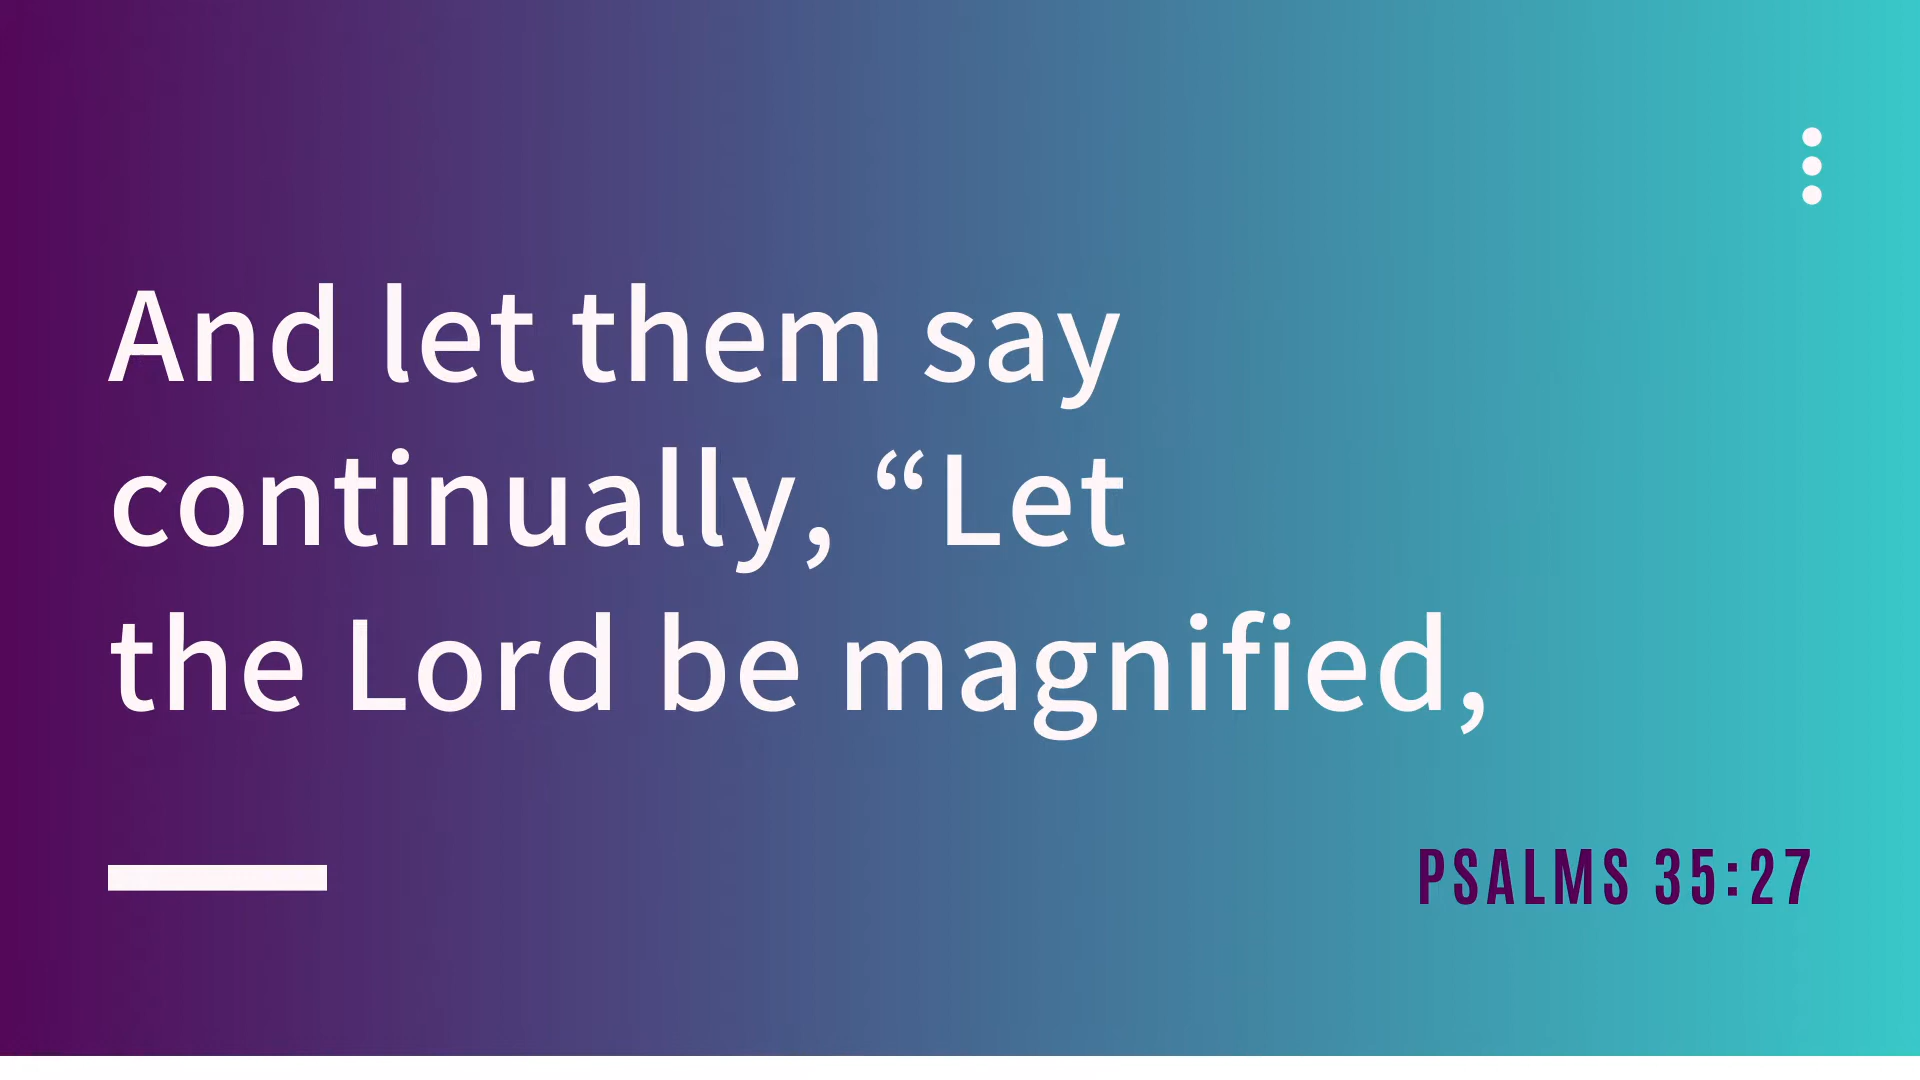 And let them say
continually, “Let
the Lord be magnified,
PSALMS 35:27